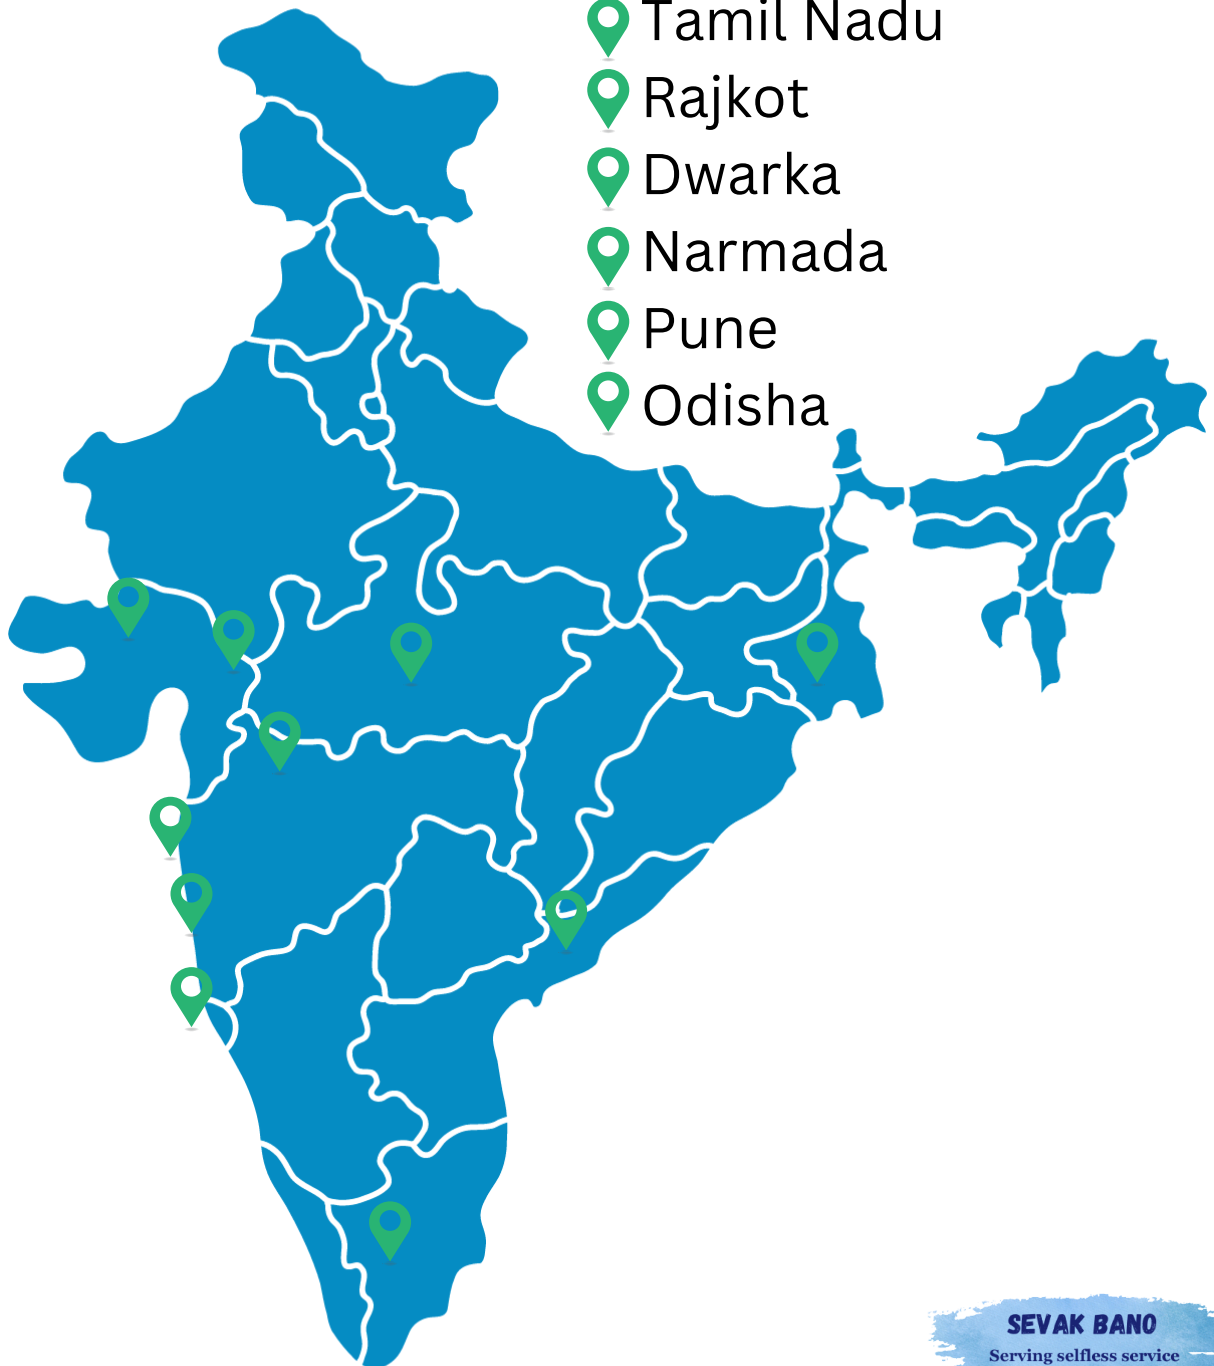 Tamil Nadu
Rajkot
Dwarka
Narmada
Pune
Odisha
SEVAK BANO
Serving selfless service